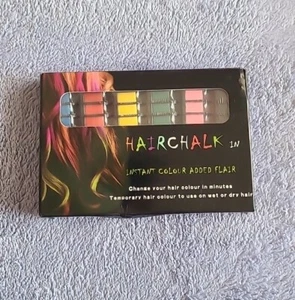 HAIRCHALK IN
INSTANT COLOUR ADDED FLAIR
Change your hair colour in minutes
Temporary hair colour to use on wet or dry hair